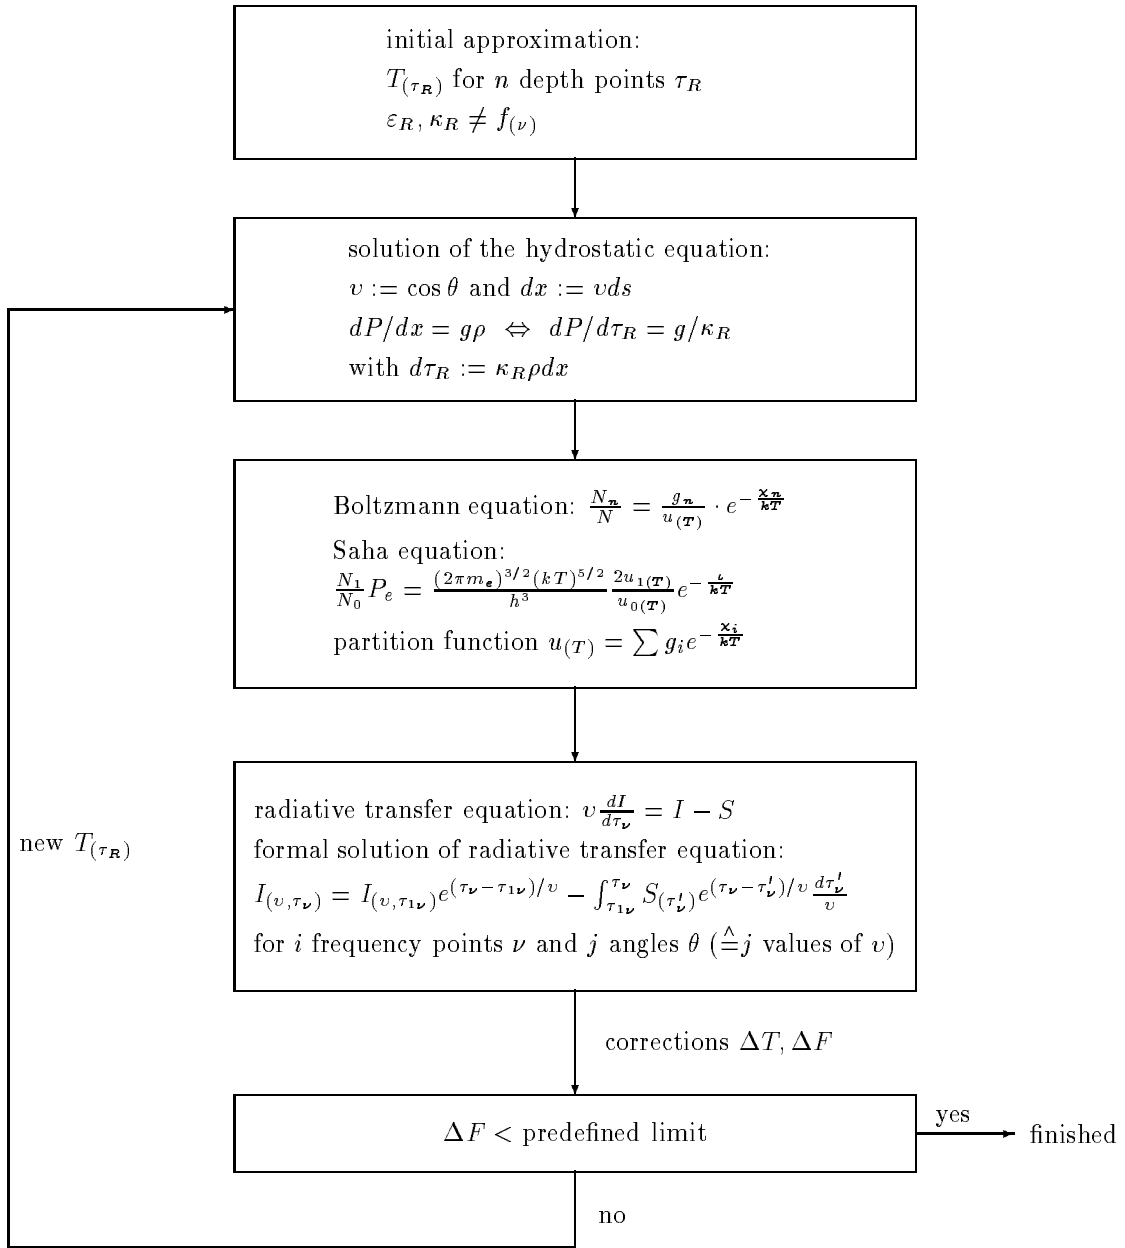 initial approximation:
T_(τ_R) for n depth points τ_R
ε_R, κ_R ≠ f_(ν)
solution of the hydrostatic equation:
υ := cos θ and dx := υds
dP/dx = gρ ⇔ dP/dτ_R = g/κ_R
with dτ_R := κ_Rρdx
Boltzmann equation: N_n/N = g_n/u_(T) · e^(−χ_n/kT)
Saha equation:
N_1/N_0 P_e = (2πm_e)^(3/2)(kT)^(5/2)/h^3 2u_1(T)/u_0(T) e^(−ι/kT)
partition function u_(T) = ∑ g_i e^(−χ_i/kT)
radiative transfer equation: υ dI/dτ_ν = I − S
new T_(τ_R)
formal solution of radiative transfer equation:
I_(υ,τ_ν) = I_(υ,τ_1ν) e^((τ_ν−τ_1ν)/υ) − ∫_τ_1ν^τ_ν S_(τ′_ν) e^((τ_ν−τ′_ν)/υ) dτ′_ν/υ
for i frequency points ν and j angles θ (≙j values of υ)
corrections ΔT, ΔF
ΔF < predefined limit
yes
finished
no